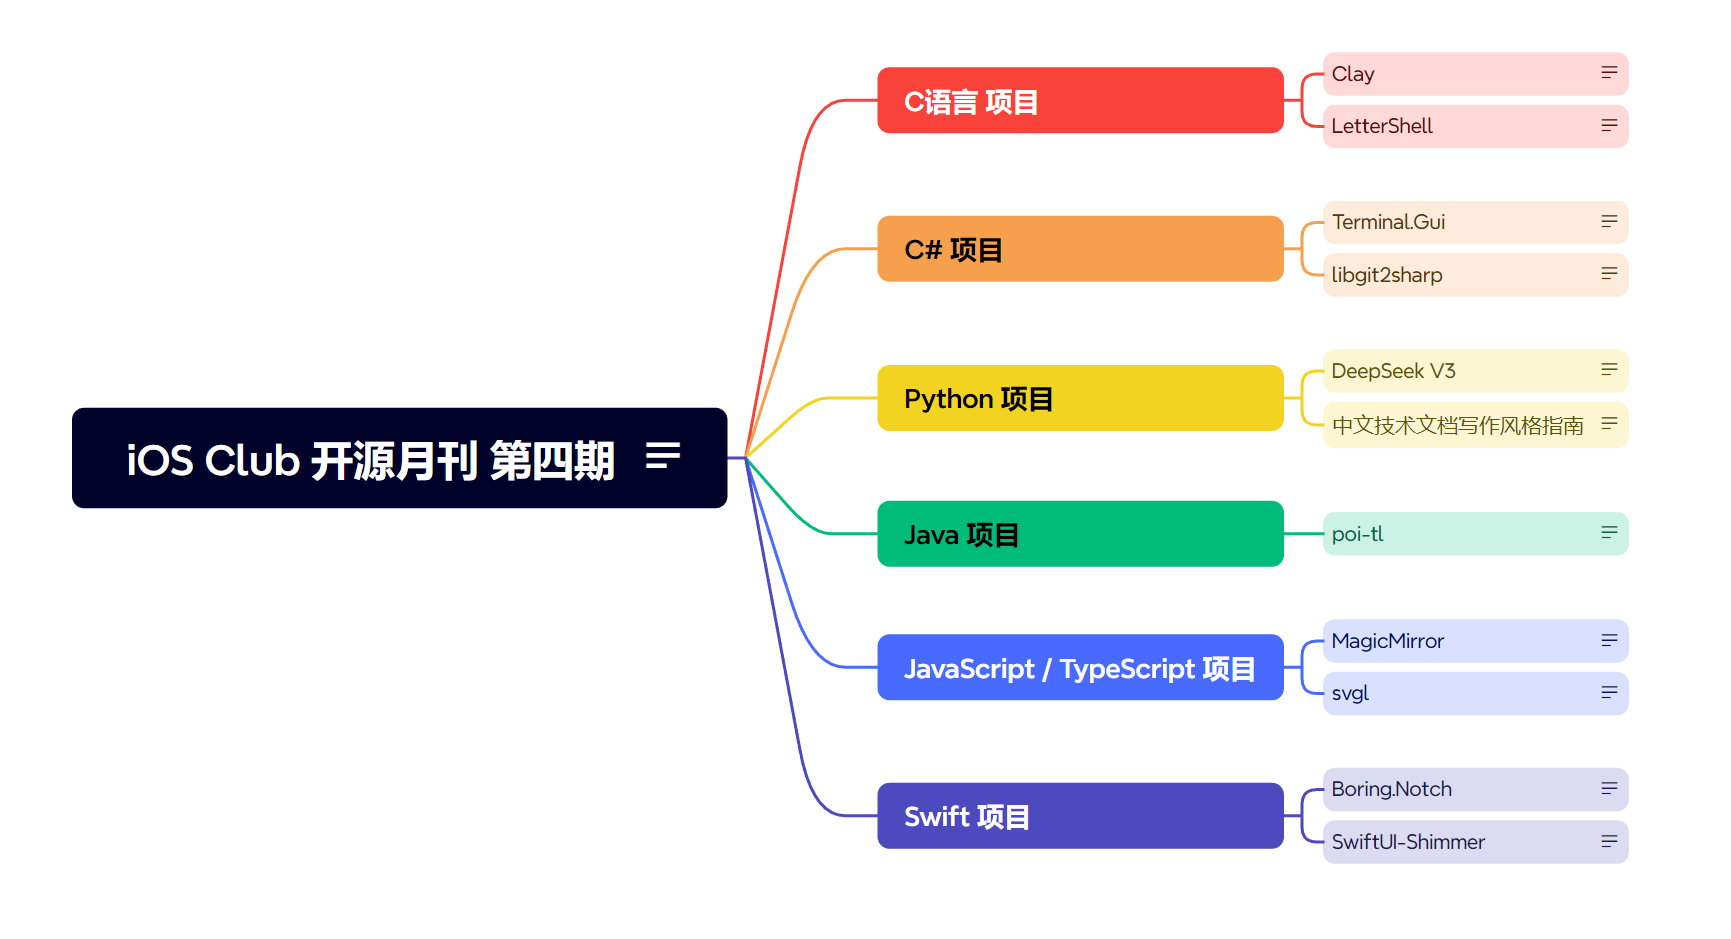 iOS Club 开源月刊 第四期
C语言 项目
Clay
LetterShell
C# 项目
Terminal.Gui
libgit2sharp
Python 项目
DeepSeek V3
中文技术文档写作风格指南
Java 项目
poi-tl
JavaScript / TypeScript 项目
MagicMirror
svgl
Swift 项目
Boring.Notch
SwiftUI-Shimmer